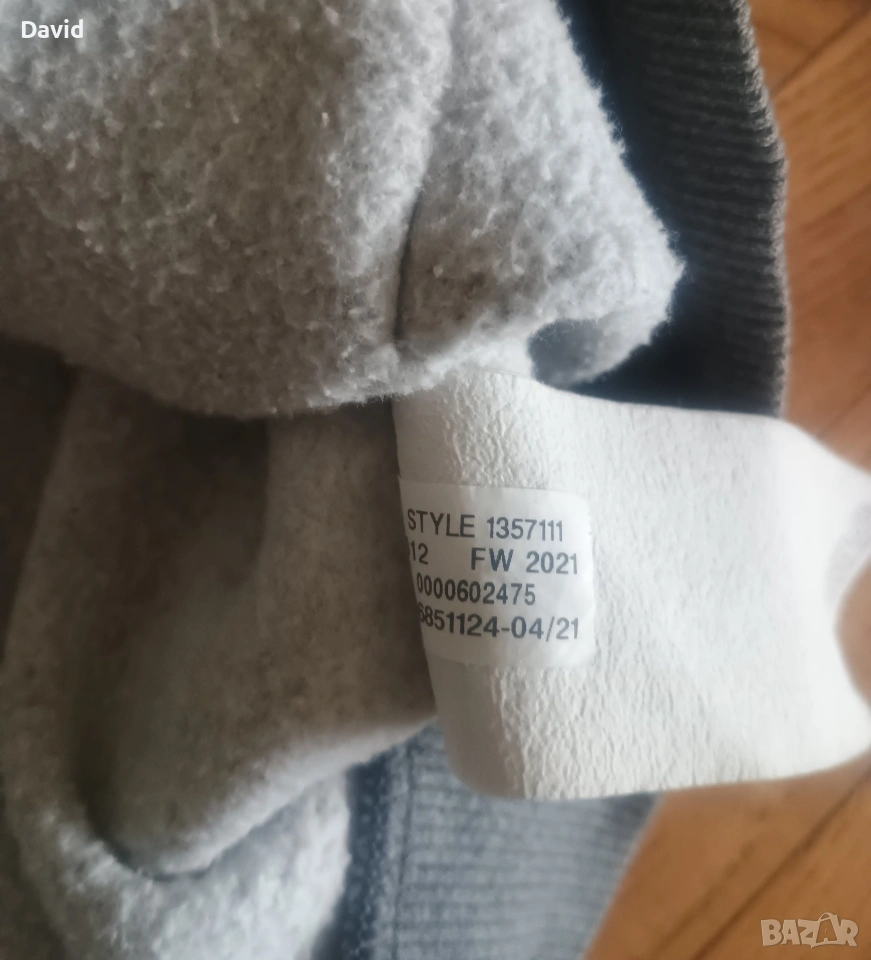 David
STYLE 1357111
12 FW 2021
0000602475
6851124-04/21
BAZAR